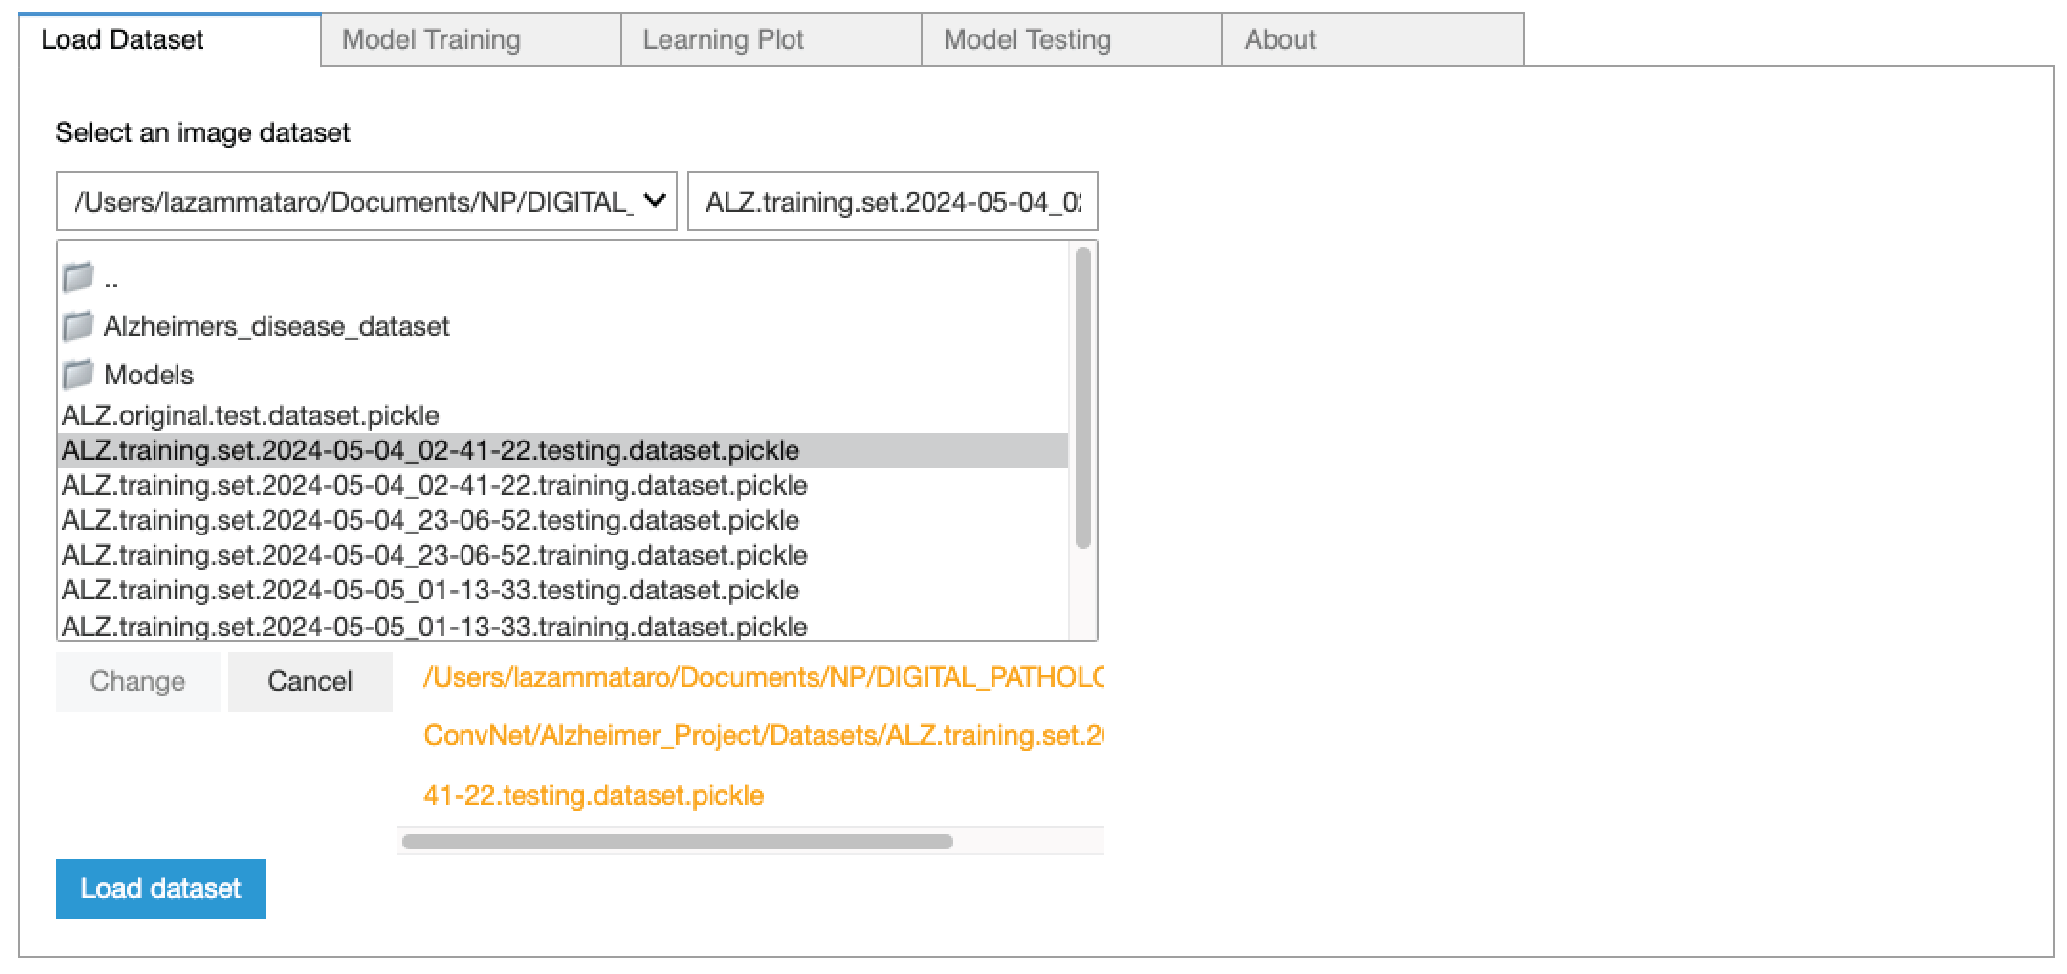 Load Dataset Model Training Learning Plot Model Testing About
Select an image dataset
/Users/lazammataro/Documents/NP/DIGITAL_ ALZ.training.set.2024-05-04_0
..
Alzheimers_disease_dataset
Models
ALZ.original.test.dataset.pickle
ALZ.training.set.2024-05-04_02-41-22.testing.dataset.pickle
ALZ.training.set.2024-05-04_02-41-22.training.dataset.pickle
ALZ.training.set.2024-05-04_23-06-52.testing.dataset.pickle
ALZ.training.set.2024-05-04_23-06-52.training.dataset.pickle
ALZ.training.set.2024-05-05_01-13-33.testing.dataset.pickle
ALZ.training.set.2024-05-05_01-13-33.training.dataset.pickle
Change Cancel
/Users/lazammataro/Documents/NP/DIGITAL_PATHOLO
ConvNet/Alzheimer_Project/Datasets/ALZ.training.set.2
41-22.testing.dataset.pickle
Load dataset